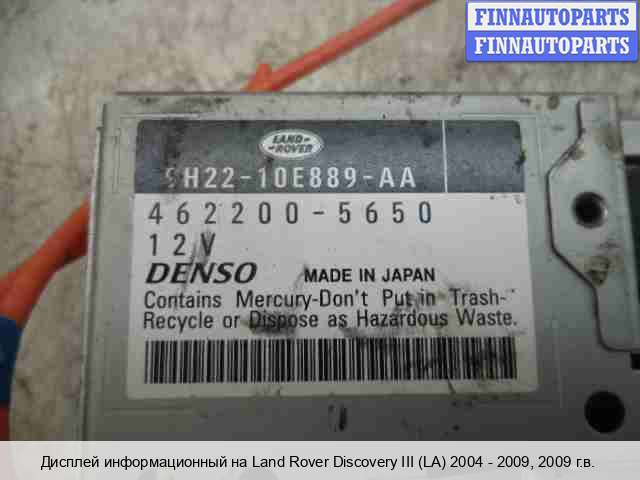 FINNAUTOPARTS
FINNAUTOPARTS
LAND-
-ROVER
H22-10E889-AA
462200-5650
12V
DENSO MADE IN JAPAN
Contains Mercury-Don't Put in Trash-
Recycle or Dispose as Hazardous Waste.
Дисплей информационный на Land Rover Discovery III (LA) 2004 - 2009, 2009 г.в.